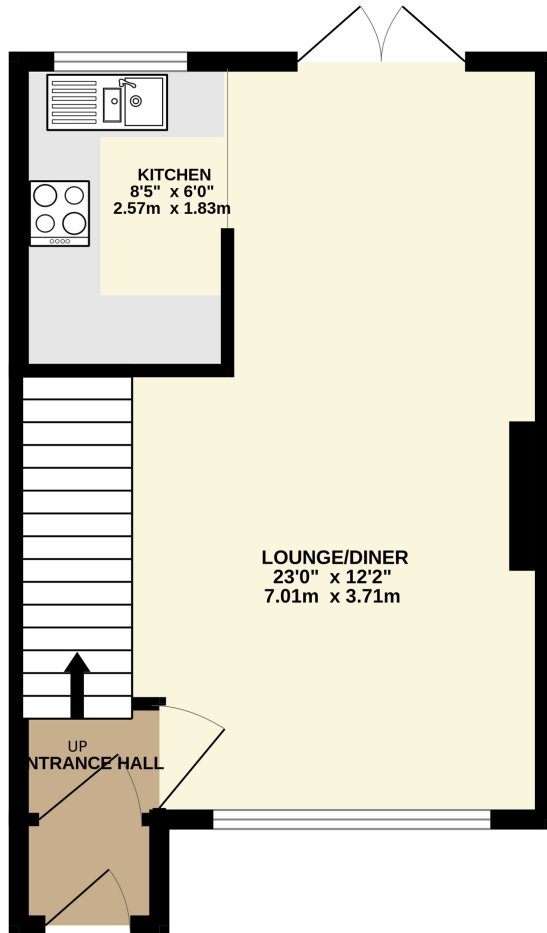 KITCHEN
8'5" x 6'0"
2.57m x 1.83m
LOUNGE/DINER
23'0" x 12'2"
7.01m x 3.71m
UP
NTRANCE HALL